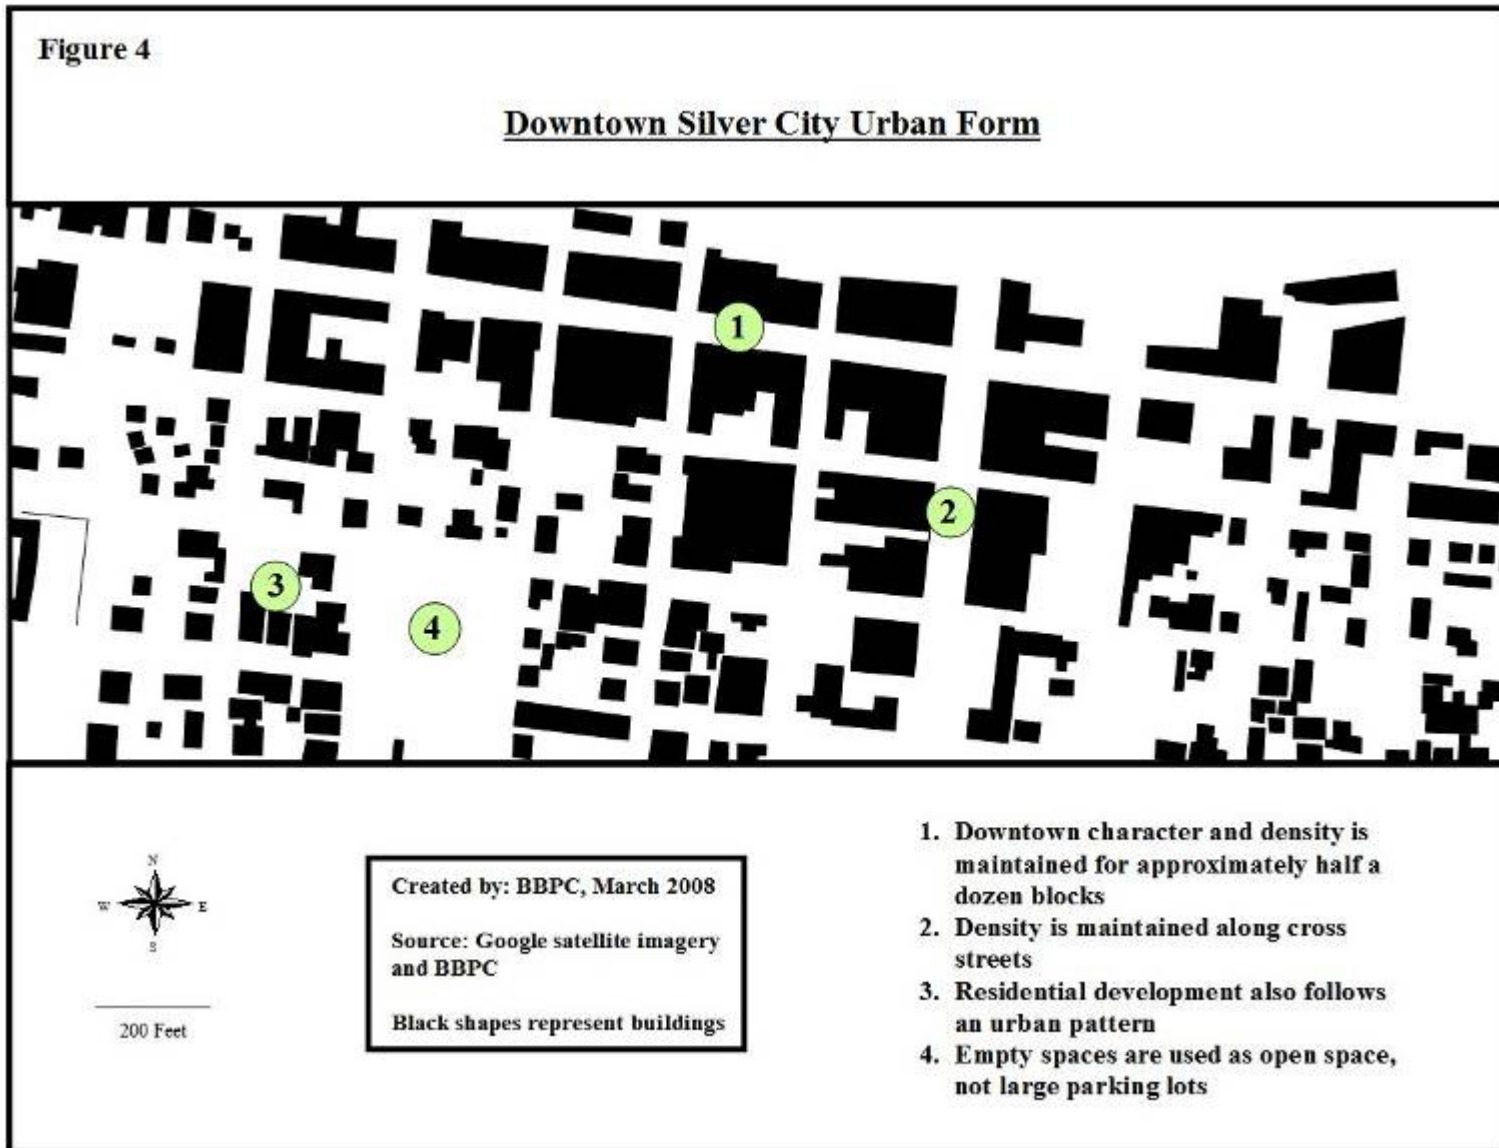 Figure 4
Downtown Silver City Urban Form
1
2
3
4
N
W E
S
200 Feet
Created by: BBPC, March 2008
Source: Google satellite imagery
and BBPC
Black shapes represent buildings
1. Downtown character and density is
maintained for approximately half a
dozen blocks
2. Density is maintained along cross
streets
3. Residential development also follows
an urban pattern
4. Empty spaces are used as open space,
not large parking lots